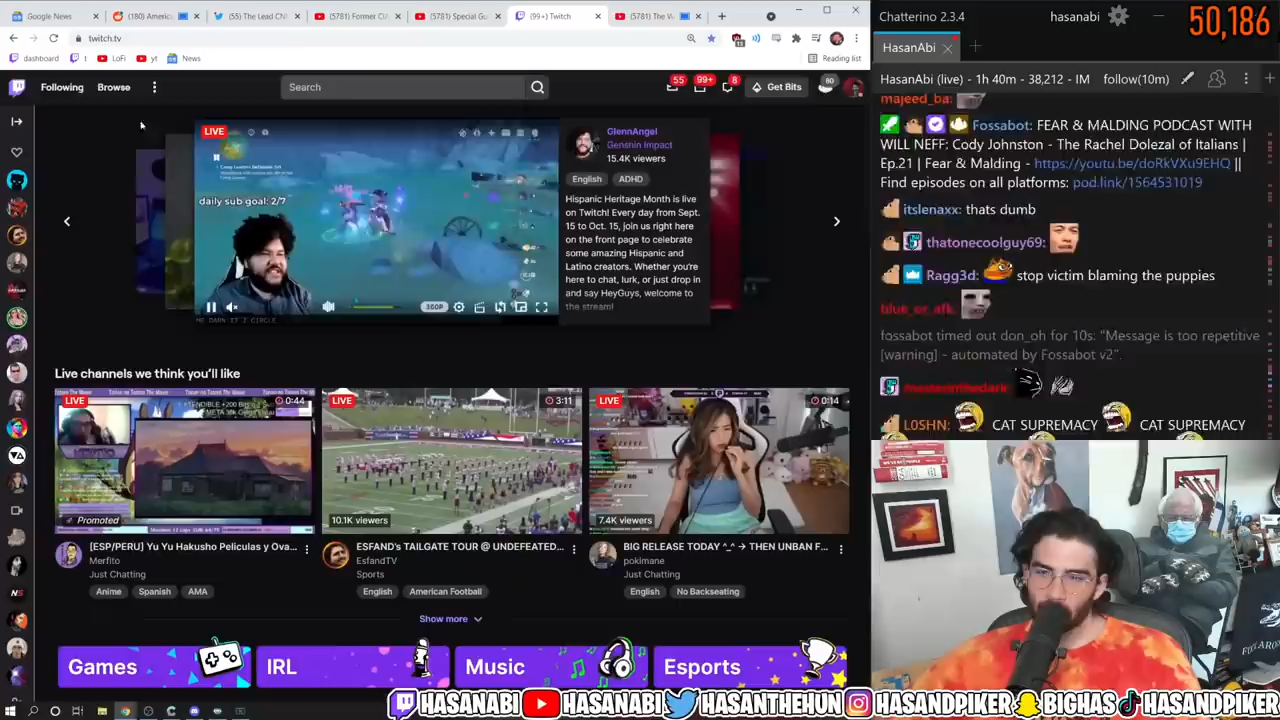 Google News
(180) Americ
(55) The Lead CN
(5781) Former CI
(5781) Special Gu
(99+) Twitch
(5781) The W
twitch.tv
dashboard
t
LoFi
yt
News
Reading list
Following
Browse
Search
55
99+
8
80
Get Bits
LIVE
daily sub goal: 2/7
360P
GlennAngel
Genshin Impact
15.4K viewers
English
ADHD
Hispanic Heritage Month is live
on Twitch! Every day from Sept.
15 to Oct. 15, join us right here
on the front page to celebrate
some amazing Hispanic and
Latino creators. Whether you're
here to chat, lurk, or just drop in
and say HeyGuys, welcome to
the stream!
Live channels we think you'll like
LIVE
0:44
Promoted
[ESP/PERU] Yu Yu Hakusho Peliculas y Ova...
Merfito
Just Chatting
Anime
Spanish
AMA
LIVE
3:11
10.1K viewers
ESFAND's TAILGATE TOUR @ UNDEFEATED...
EsfandTV
Sports
English
American Football
LIVE
0:14
7.4K viewers
BIG RELEASE TODAY ^_^ → THEN UNBAN F...
pokimane
Just Chatting
English
No Backseating
Show more
Games
IRL
Music
Esports
Chatterino 2.3.4
hasanabi
50,186
HasanAbi
HasanAbi (live) - 1h 40m - 38,212 - IM
follow(10m)
majeed_ba:
Fossabot: FEAR & MALDING PODCAST WITH
WILL NEFF: Cody Johnston - The Rachel Dolezal of Italians |
Ep.21 | Fear & Malding - https://youtu.be/doRkVXu9EHQ ||
Find episodes on all platforms: pod.link/1564531019
itslenaxx: thats dumb
thatonecoolguy69:
Ragg3d: stop victim blaming the puppies
blue_or_afk:
fossabot timed out don_oh for 10s: "Message is too repetitive
[warning] - automated by Fossabot v2".
L0SHN: CAT SUPREMACY CAT SUPREMACY
HASANABI
HASANABI
HASANTHEHUN
HASANDPIKER
BIGHAS
HASANDPIKER